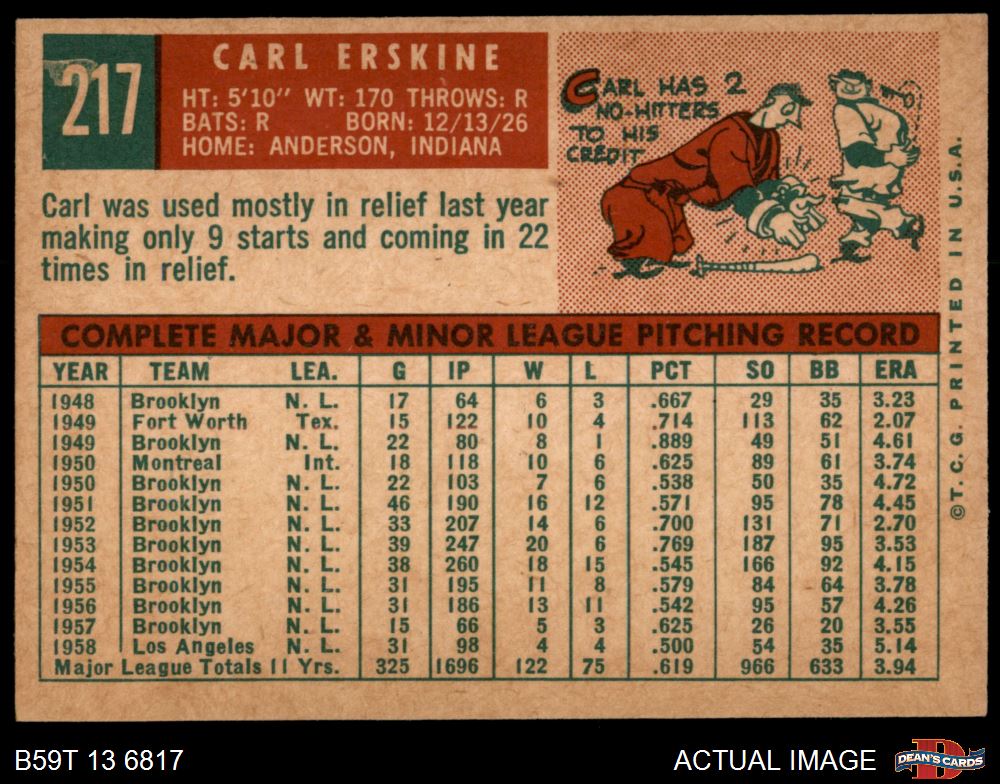 217
CARL ERSKINE
HT: 5'10" WT: 170 THROWS: R
BATS: R BORN: 12/13/26
HOME: ANDERSON, INDIANA
CARL HAS 2
NO-HITTERS
TO HIS
CREDIT
Carl was used mostly in relief last year
making only 9 starts and coming in 22
times in relief.
COMPLETE MAJOR & MINOR LEAGUE PITCHING RECORD
YEAR TEAM LEA. G IP W L PCT SO BB ERA
1948 Brooklyn N. L. 17 64 6 3 .667 29 35 3.23
1949 Fort Worth Tex. 15 122 10 4 .714 113 62 2.07
1949 Brooklyn N. L. 22 80 8 1 .889 49 51 4.61
1950 Montreal Int. 18 118 10 6 .625 89 61 3.74
1950 Brooklyn N. L. 22 103 7 6 .538 50 35 4.72
1951 Brooklyn N. L. 46 190 16 12 .571 95 78 4.45
1952 Brooklyn N. L. 33 207 14 6 .700 131 71 2.70
1953 Brooklyn N. L. 39 247 20 6 .769 187 95 3.53
1954 Brooklyn N. L. 38 260 18 15 .545 166 92 4.15
1955 Brooklyn N. L. 31 195 11 8 .579 84 64 3.78
1956 Brooklyn N. L. 31 186 13 11 .542 95 57 4.26
1957 Brooklyn N. L. 15 66 5 3 .625 26 20 3.55
1958 Los Angeles N. L. 31 98 4 4 .500 54 35 5.14
Major League Totals 11 Yrs. 325 1696 122 75 .619 966 633 3.94
©T. C. G. PRINTED IN U.S.A.
B59T 13 6817
ACTUAL IMAGE
DEAN'S CARDS